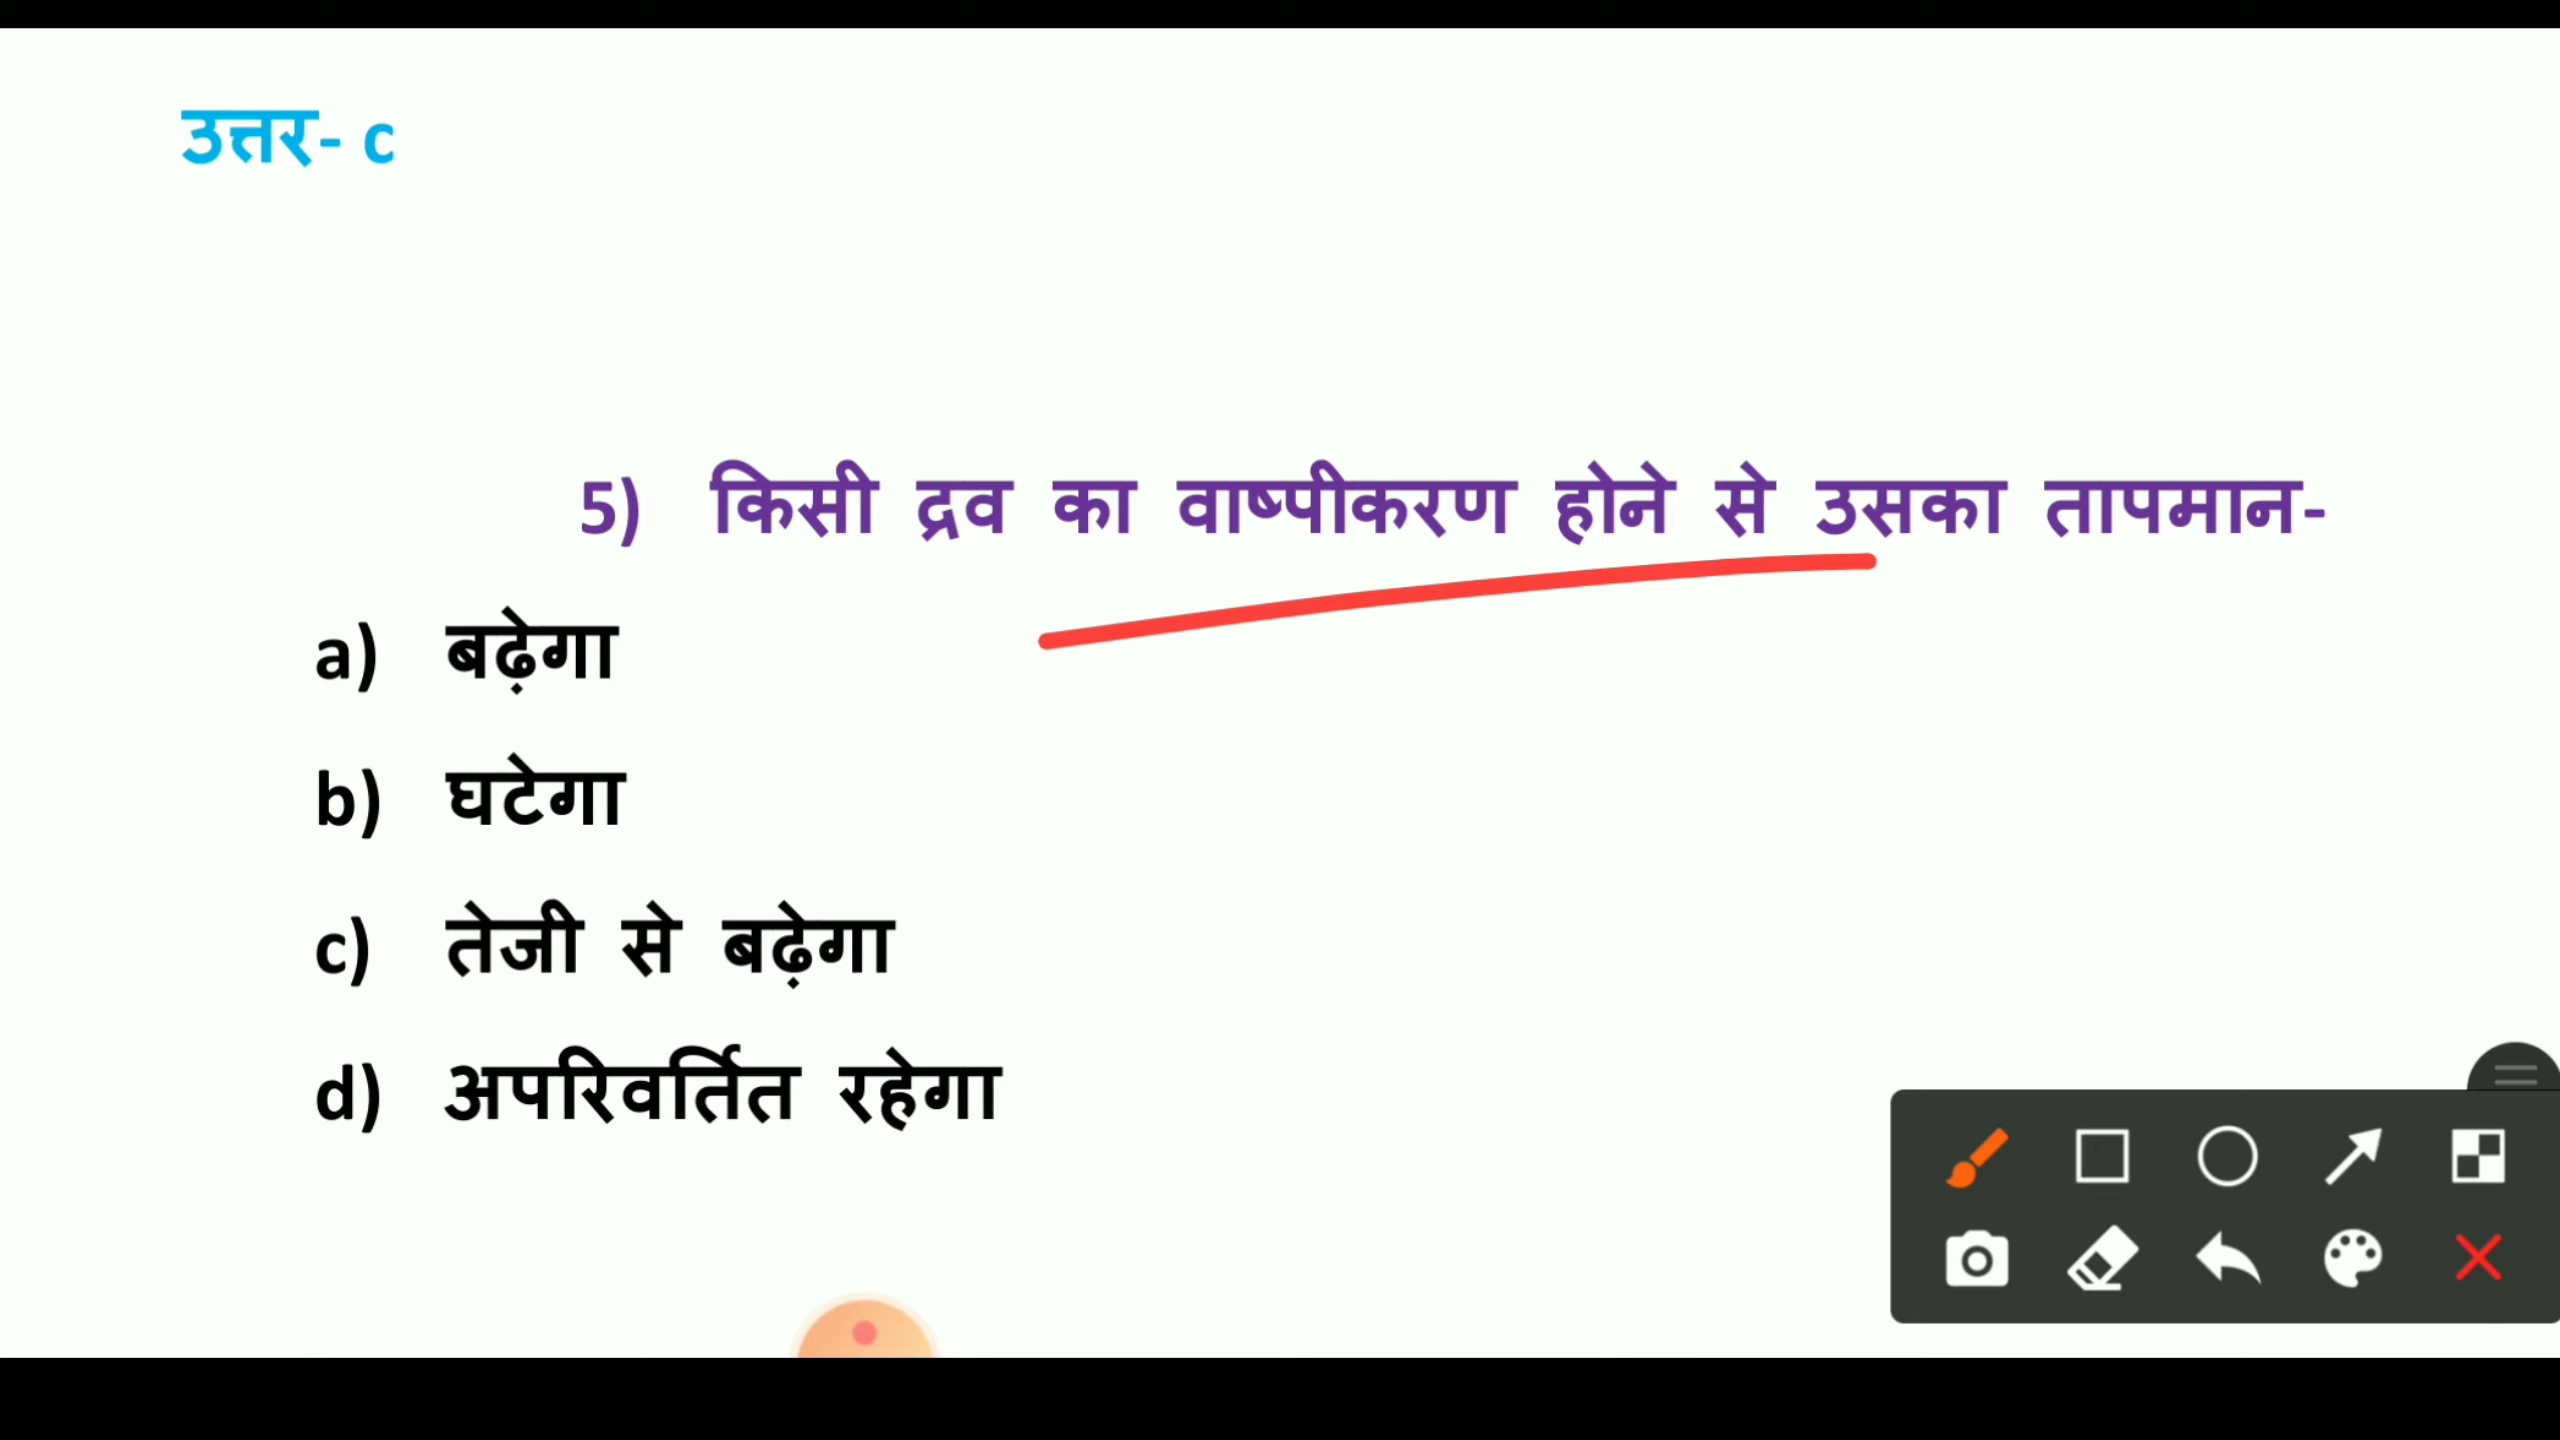 उत्तर- c
5) किसी द्रव का वाष्पीकरण होने से उसका तापमान-
a) बढ़ेगा
b) घटेगा
c) तेजी से बढ़ेगा
d) अपरिवर्तित रहेगा